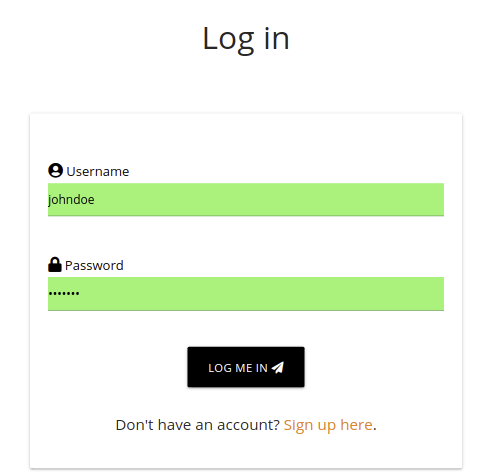 Log in
Username
johndoe
Password
•••••••
LOG ME IN
Don't have an account? Sign up here.